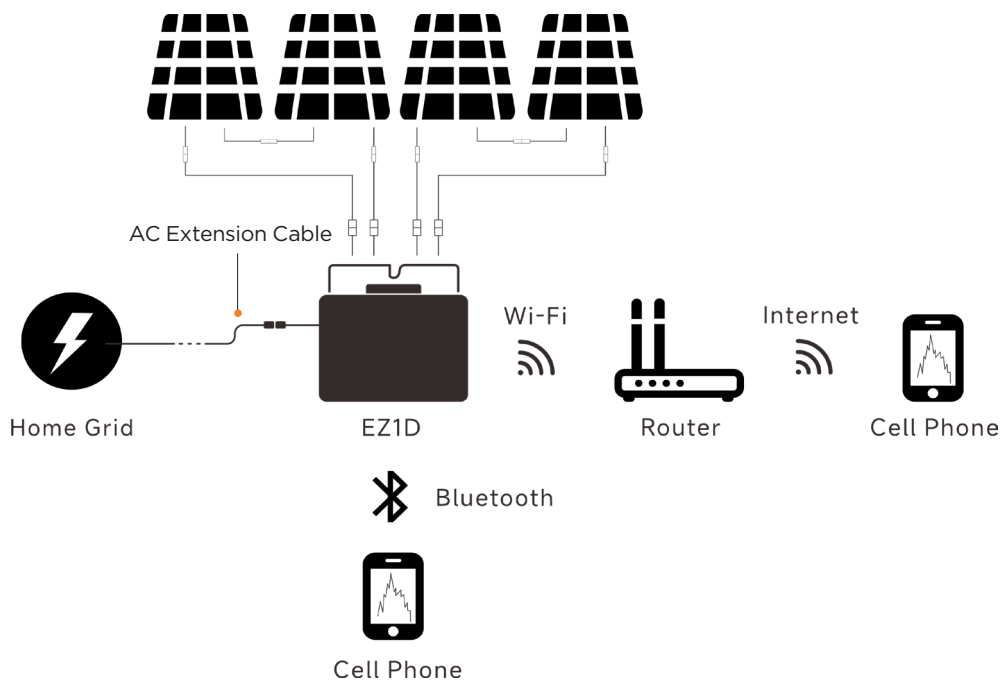 AC Extension Cable
Wi-Fi
Internet
Home Grid
EZ1D
Router
Cell Phone
Bluetooth
Cell Phone